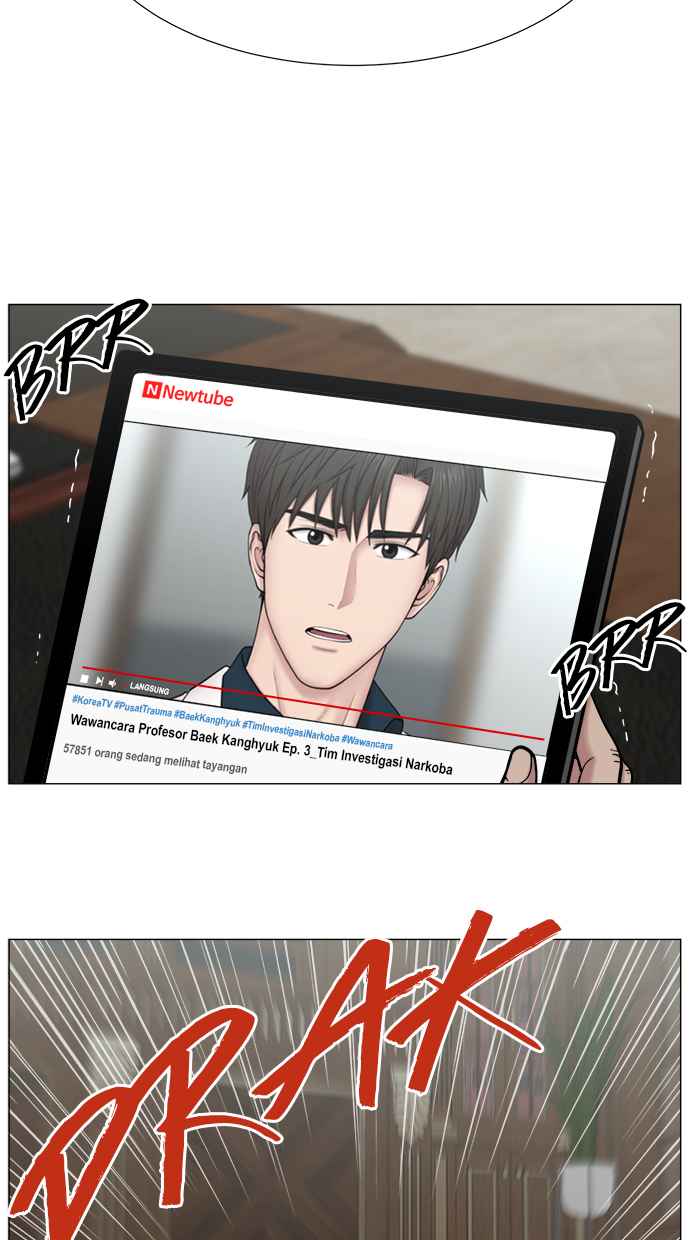 BRR
Newtube
LANGSUNG
#KoreaTV #PusatTrauma #BaekKanghyuk #TimInvestigasiNarkoba #Wawancara
Wawancara Profesor Baek Kanghyuk Ep. 3_Tim Investigasi Narkoba
57851 orang sedang melihat tayangan
BRR
DRAK